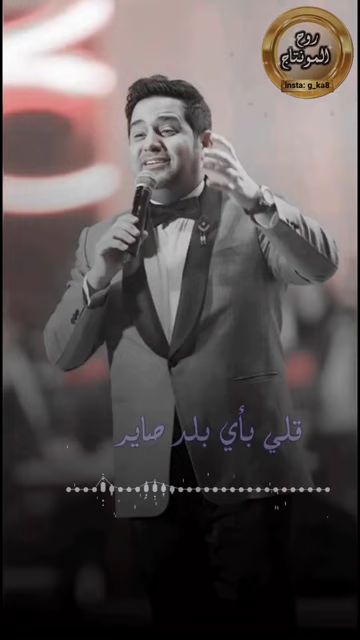 روح
المونتاج
insta: g_ka8
قلي بأي بلد صاير